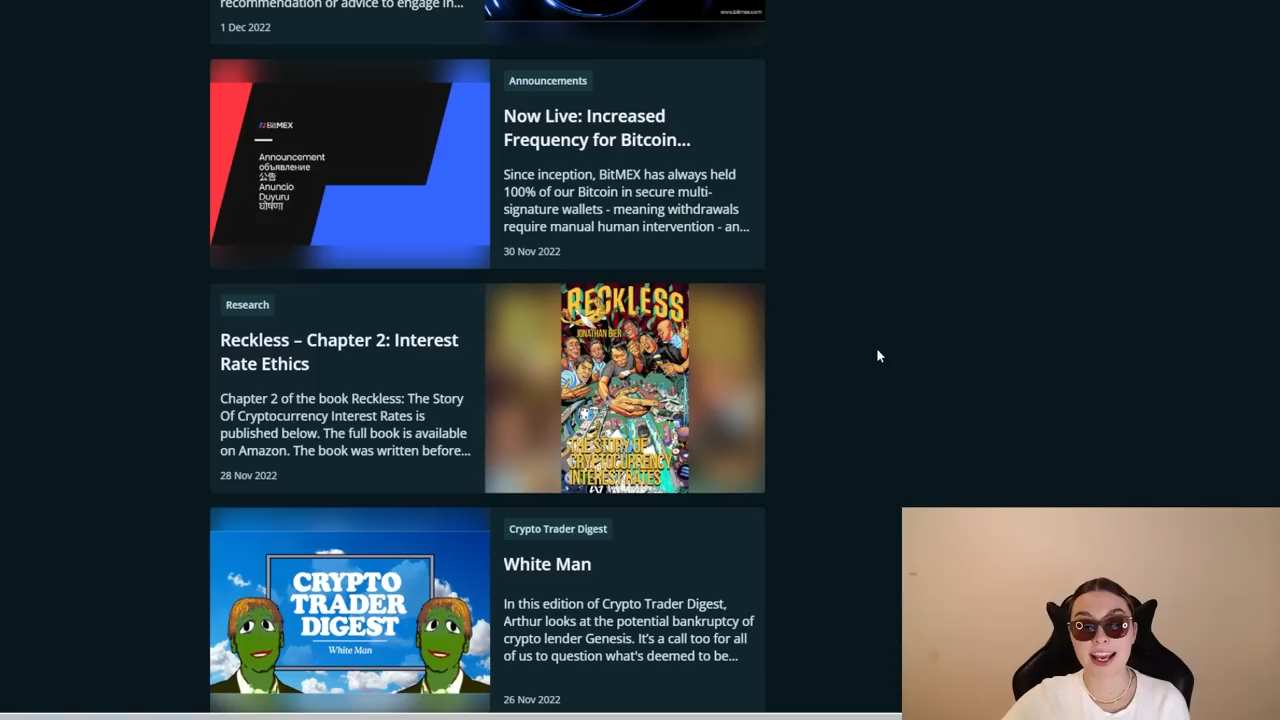 recommendation or advice to engage in...
1 Dec 2022
www.bitmex.com
BitMEX
Announcement
объявление
公告
Anuncio
Duyuru
घोषणा
Announcements
Now Live: Increased
Frequency for Bitcoin...
Since inception, BitMEX has always held
100% of our Bitcoin in secure multi-
signature wallets - meaning withdrawals
require manual human intervention - an...
30 Nov 2022
Research
Reckless – Chapter 2: Interest
Rate Ethics
Chapter 2 of the book Reckless: The Story
Of Cryptocurrency Interest Rates is
published below. The full book is available
on Amazon. The book was written before...
28 Nov 2022
RECKLESS
JONATHAN BIER
THE STORY OF
CRYPTOCURRENCY
INTEREST RATES
CRYPTO
TRADER
DIGEST
White Man
Crypto Trader Digest
White Man
In this edition of Crypto Trader Digest,
Arthur looks at the potential bankruptcy of
crypto lender Genesis. It's a call too for all
of us to question what's deemed to be...
26 Nov 2022